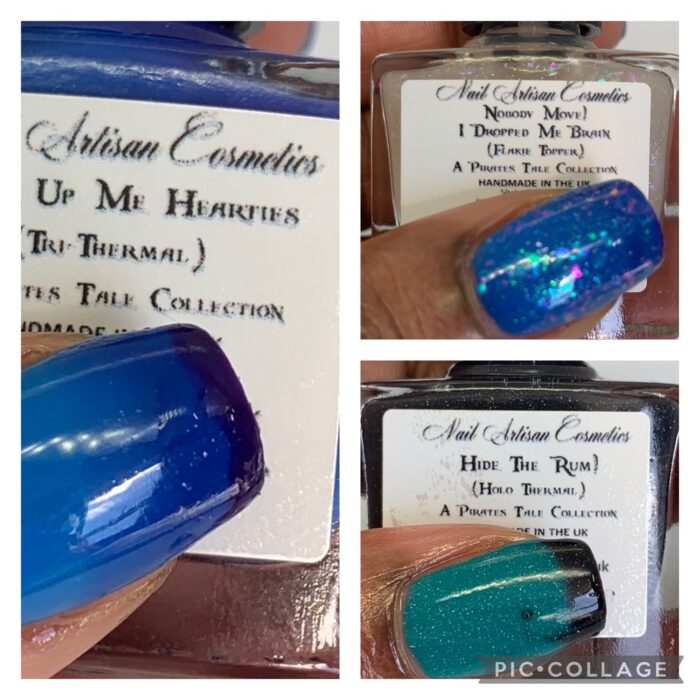 Artisan Cosmetics
Up Me Hearties
(Tri-Thermal)
ates Tale Collection
Nail Artisan Cosmetics
Nobody Move!
I Dropped Me Brain
(Flakie Topper)
A Pirates Tale Collection
HANDMADE IN THE UK
Nail Artisan Cosmetics
Hide The Rum!
(Holo Thermal)
A Pirates Tale Collection
DE IN THE UK
uk
PIC•COLLAGE